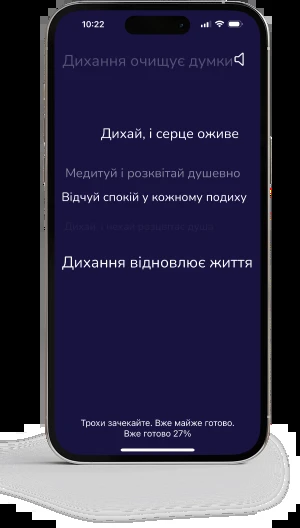 10:22
Дихання очищує думки
Дихай, і серце оживе
Медитуй і розквітай душевно
Відчуй спокій у кожному подиху
Дихання відновлює життя
Трохи зачекайте. Вже майже готово.
Вже готово 27%